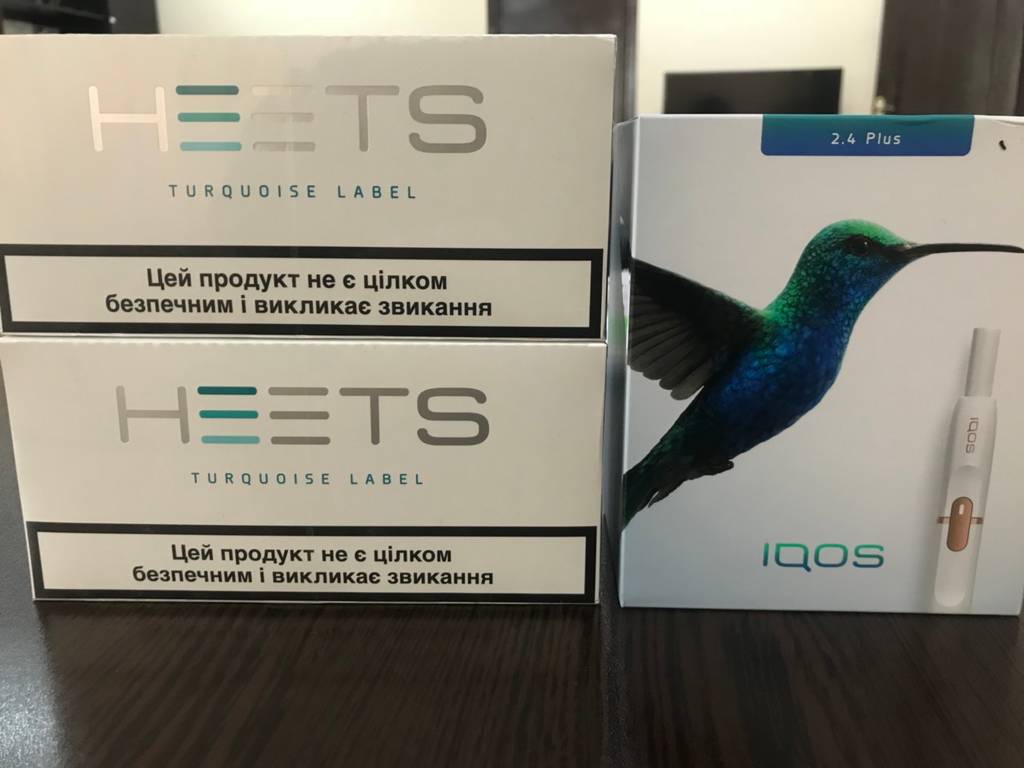 HEETS
TURQUOISE LABEL
Цей продукт не є цілком
безпечним і викликає звикання
HEETS
TURQUOISE LABEL
Цей продукт не є цілком
безпечним і викликає звикання
2.4 Plus
IQOS
IQOS